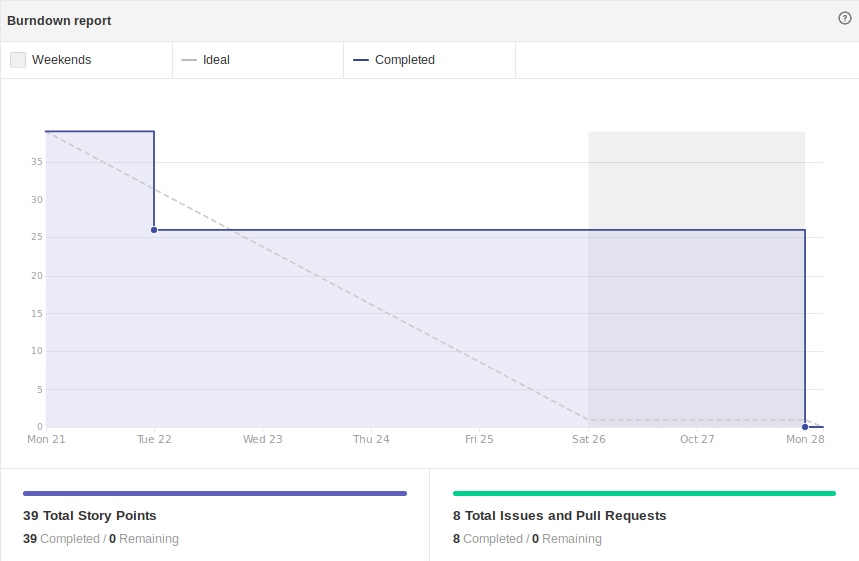 Burndown report
Weekends Ideal Completed
35
30
25
20
15
10
5
0
Mon 21 Tue 22 Wed 23 Thu 24 Fri 25 Sat 26 Oct 27 Mon 28
39 Total Story Points
39 Completed / 0 Remaining
8 Total Issues and Pull Requests
8 Completed / 0 Remaining